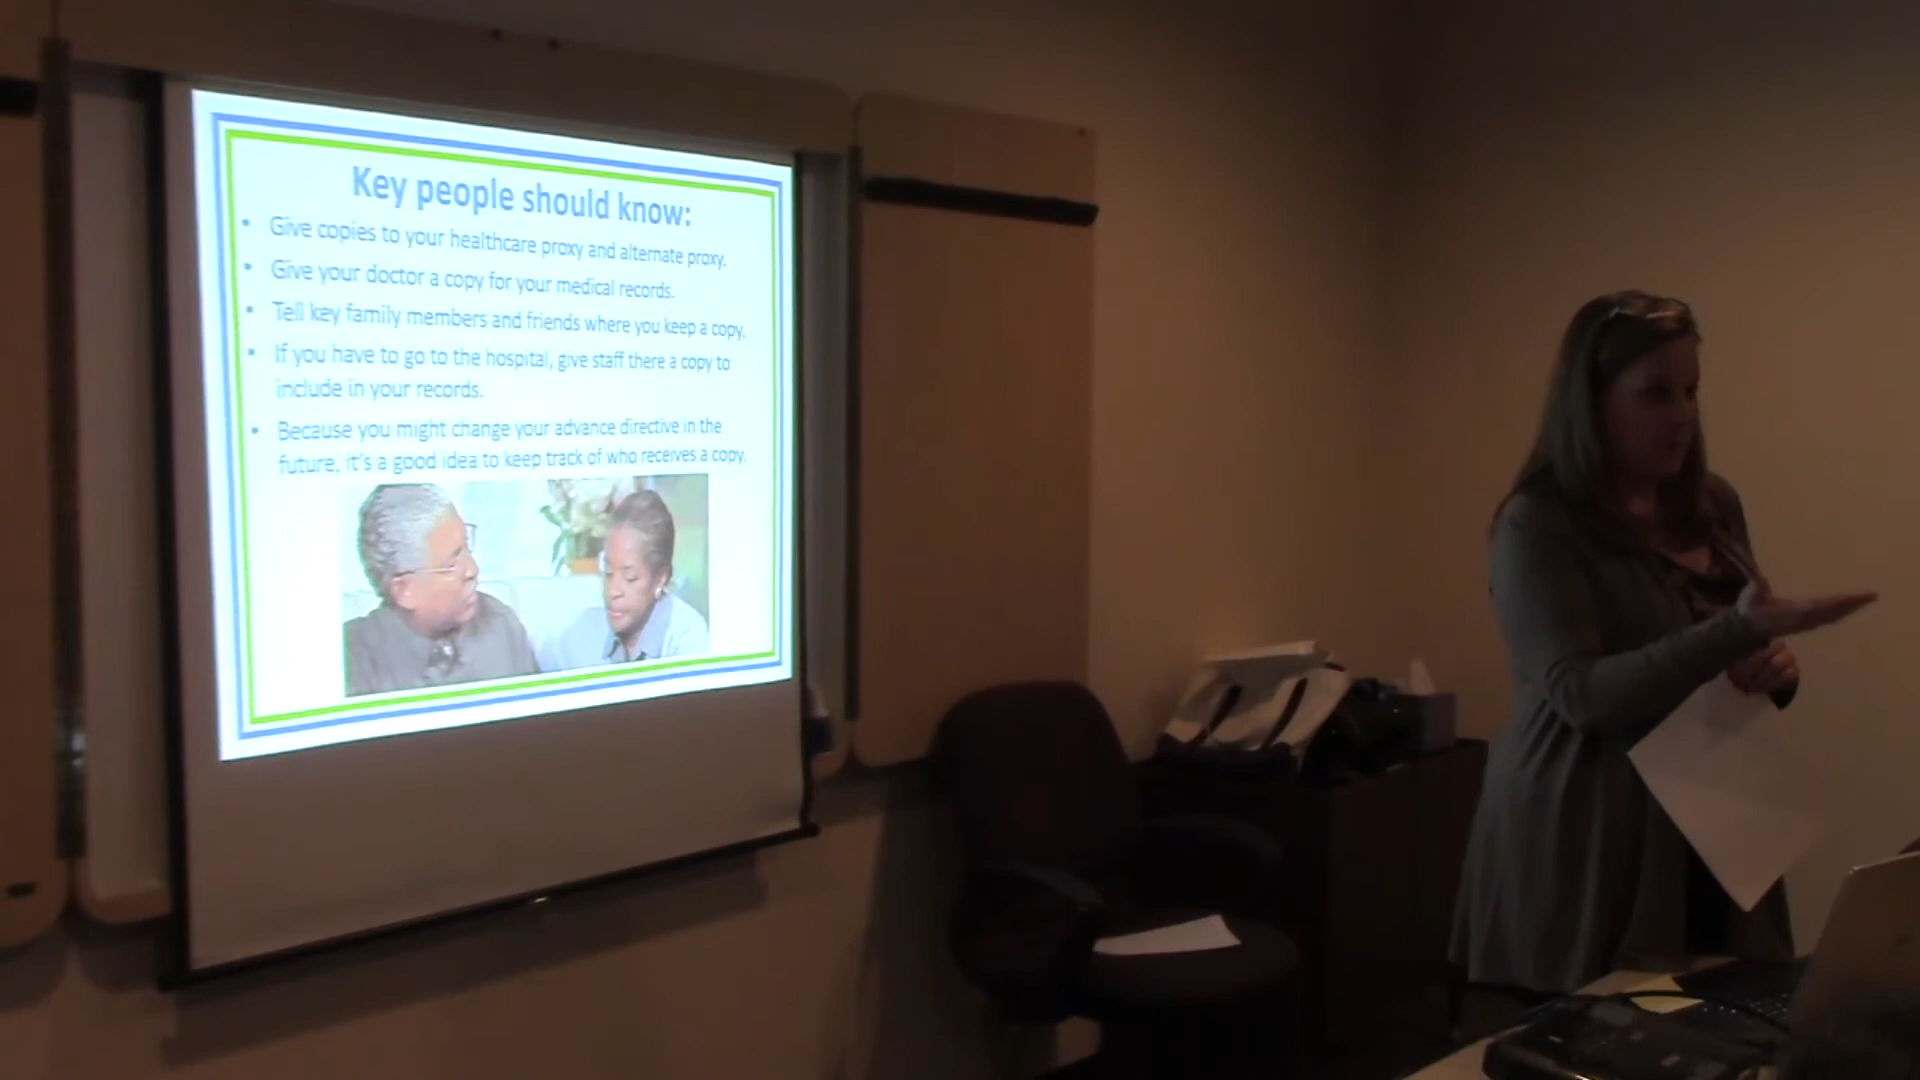 Key people should know:
• Give copies to your healthcare proxy and alternate proxy.
• Give your doctor a copy for your medical records.
• Tell key family members and friends where you keep a copy.
• If you have to go to the hospital, give staff there a copy to
include in your records.
• Because you might change your advance directive in the
future, it's a good idea to keep track of who receives a copy.